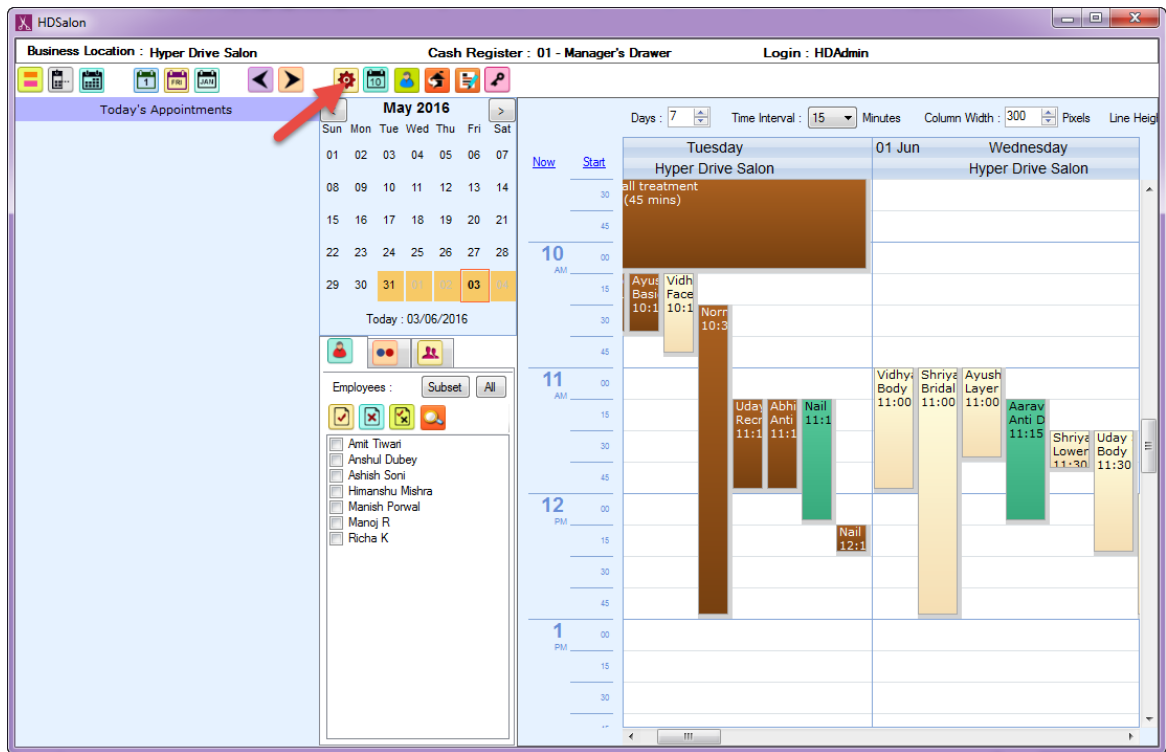 HDSalon
Business Location : Hyper Drive Salon Cash Register : 01 - Manager's Drawer Login : HDAdmin
1 FRI JAN 10
Today's Appointments
< May 2016 >
Sun Mon Tue Wed Thu Fri Sat
01 02 03 04 05 06 07
08 09 10 11 12 13 14
15 16 17 18 19 20 21
22 23 24 25 26 27 28
29 30 31 01 02 03 04
Today : 03/06/2016
Employees : Subset All
Amit Tiwari
Anshul Dubey
Ashish Soni
Himanshu Mishra
Manish Porwal
Manoj R
Richa K
Days : 7 Time Interval : 15 Minutes Column Width : 300 Pixels Line Heigl
Now Start
Tuesday 01 Jun Wednesday
Hyper Drive Salon Hyper Drive Salon
30
45
10 00
AM
15
30
45
11 00
AM
15
30
45
12 00
PM
15
30
45
1 00
PM
15
30
all treatment
(45 mins)
Ayus
Basi
10:1
Vidh
Face
10:1
Norr
10:3
Uday
Recr
11:1
Abhi
Anti
11:1
Nail
11:1
Nail
12:1
Vidhya
Body
11:00
Shriya
Bridal
11:00
Ayush
Layer
11:00
Aarav
Anti D
11:15
Shriya
Lower
11:30
Uday
Body
11:30